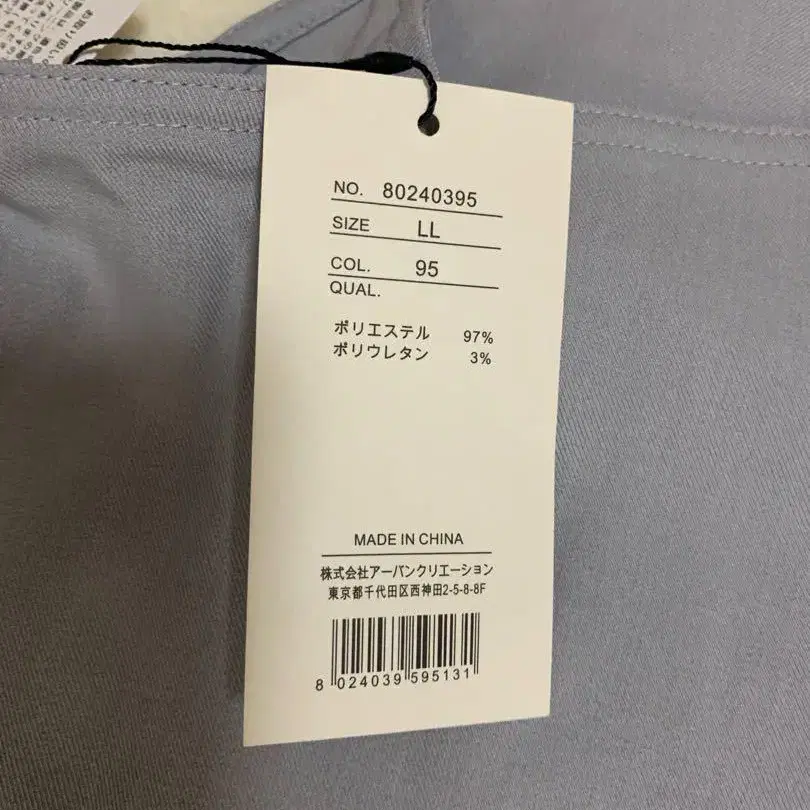 NO. 80240395
SIZE LL
COL. 95
QUAL.
ポリエステル 97%
ポリウレタン 3%
MADE IN CHINA
株式会社アーバンクリエーション
東京都千代田区西神田2-5-8-8F
8 024039 595131